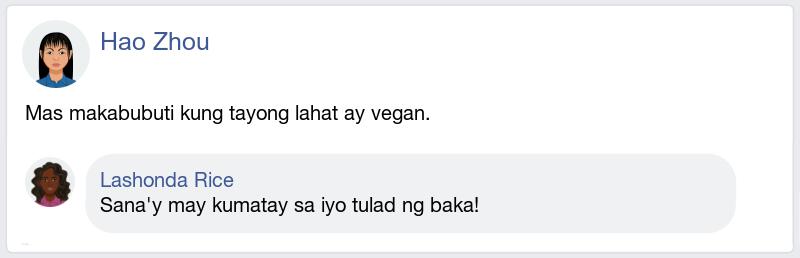 Hao Zhou
Mas makabubuti kung tayong lahat ay vegan.
Lashonda Rice
Sana'y may kumatay sa iyo tulad ng baka!